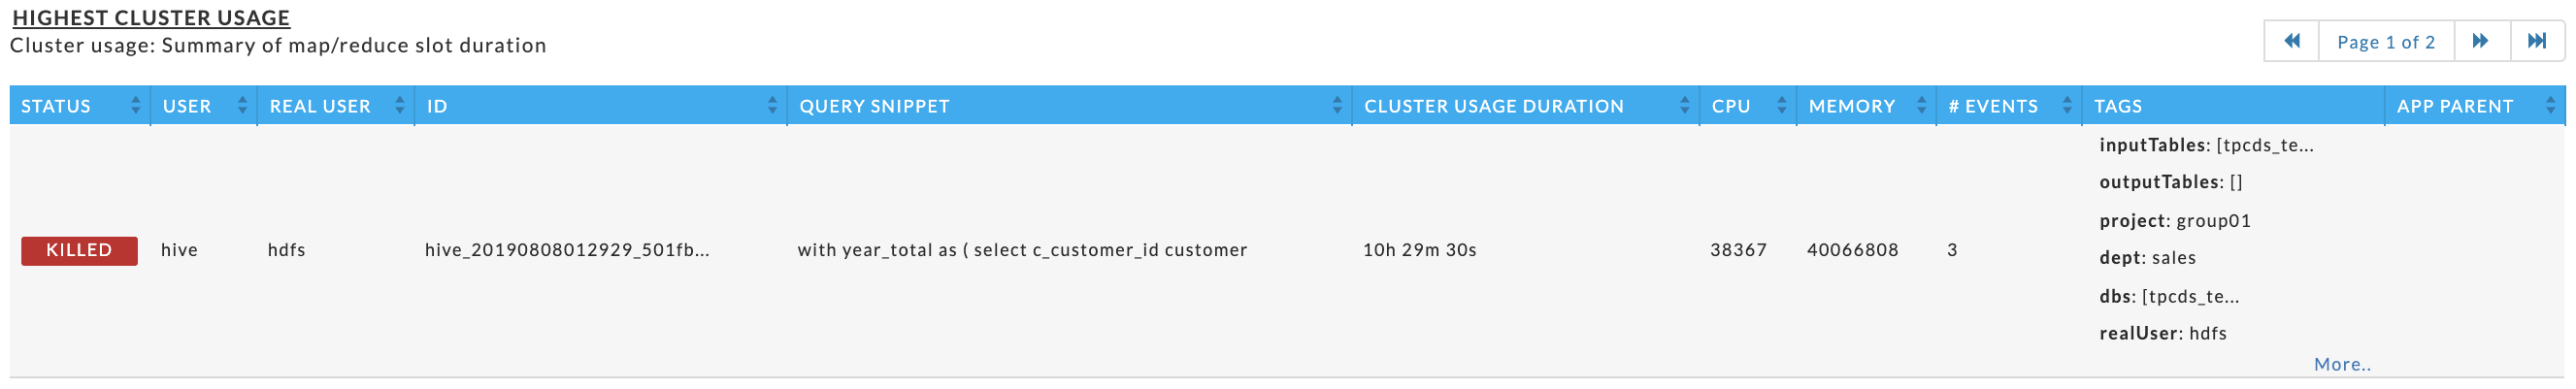 HIGHEST CLUSTER USAGE
Cluster usage: Summary of map/reduce slot duration
Page 1 of 2
STATUS USER REAL USER ID QUERY SNIPPET CLUSTER USAGE DURATION CPU MEMORY # EVENTS TAGS APP PARENT
KILLED hive hdfs hive_20190808012929_501fb... with year_total as ( select c_customer_id customer 10h 29m 30s 38367 40066808 3
inputTables: [tpcds_te...
outputTables: []
project: group01
dept: sales
dbs: [tpcds_te...
realUser: hdfs
More..